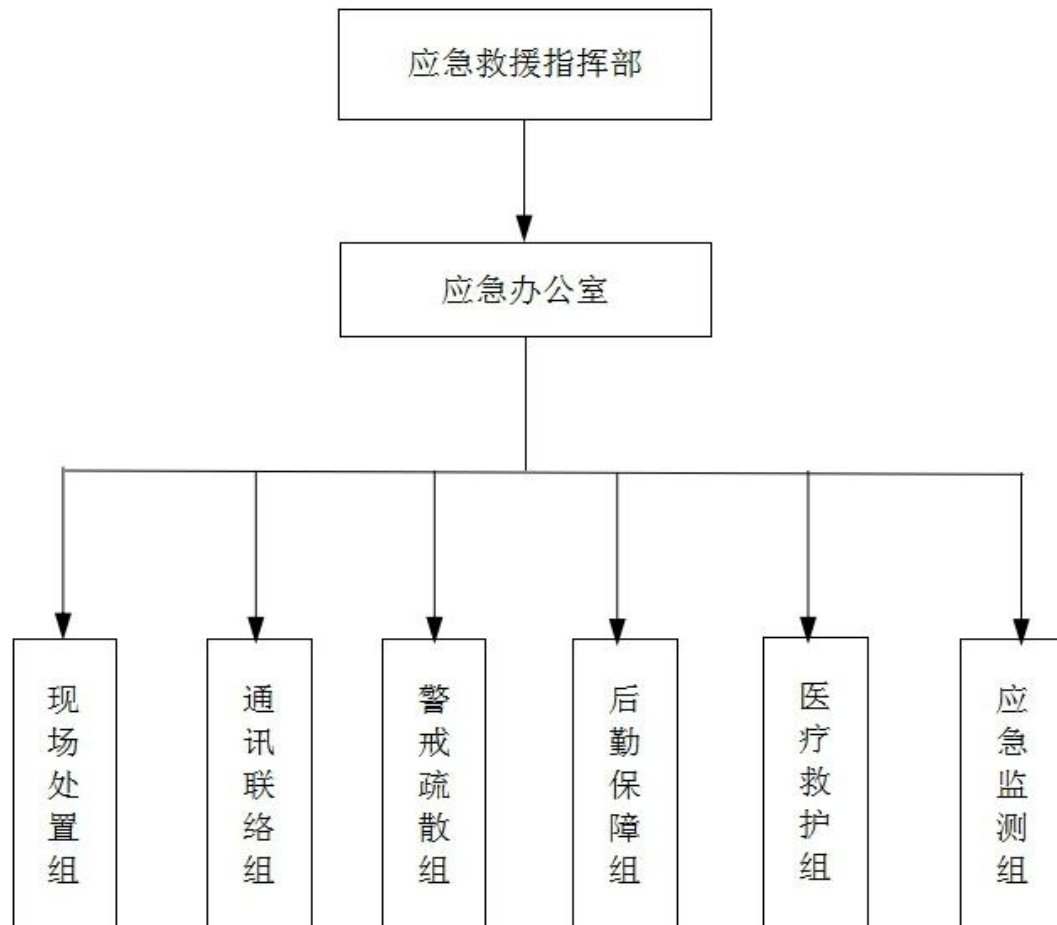 应急救援指挥部
应急办公室
现场处置组
通讯联络组
警戒疏散组
后勤保障组
医疗救护组
应急监测组